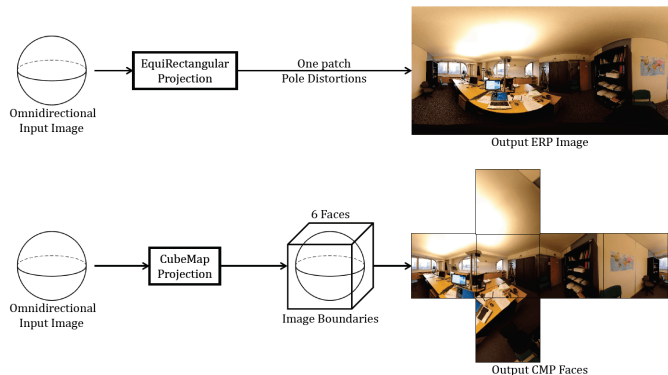 EquiRectangular
Projection
One patch
Pole Distortions
Omnidirectional
Input Image
Output ERP Image
6 Faces
CubeMap
Projection
Omnidirectional
Input Image
Image Boundaries
Output CMP Faces